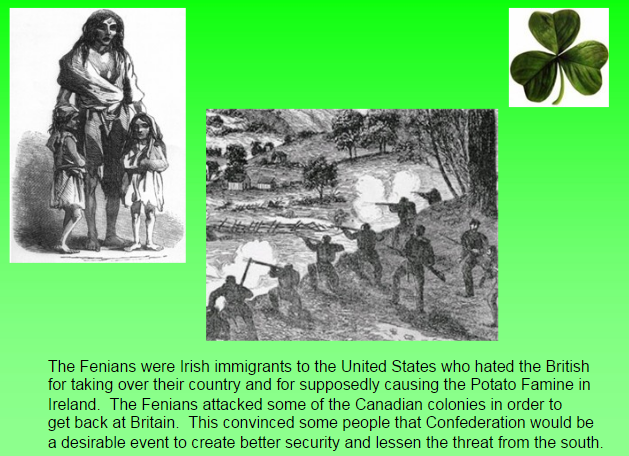 The Fenians were Irish immigrants to the United States who hated the British
for taking over their country and for supposedly causing the Potato Famine in
Ireland.  The Fenians attacked some of the Canadian colonies in order to
get back at Britain.  This convinced some people that Confederation would be
a desirable event to create better security and lessen the threat from the south.